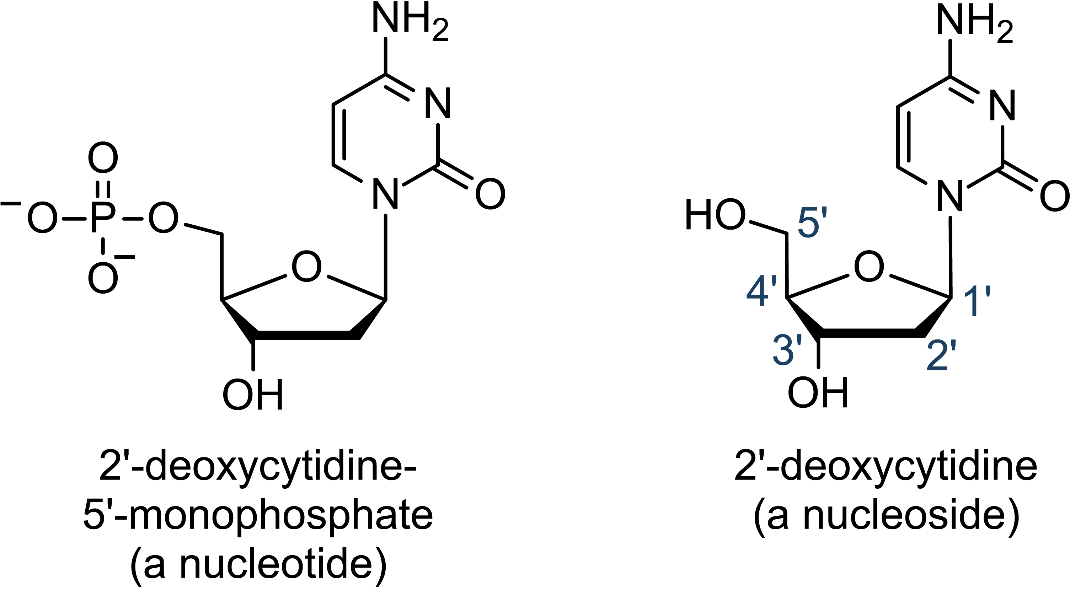 NH2
N
N
O
O
⁻O–P–O
O⁻
O
OH
2'-deoxycytidine-
5'-monophosphate
(a nucleotide)
NH2
N
N
O
HO
5'
O
4'
1'
3'
2'
OH
2'-deoxycytidine
(a nucleoside)